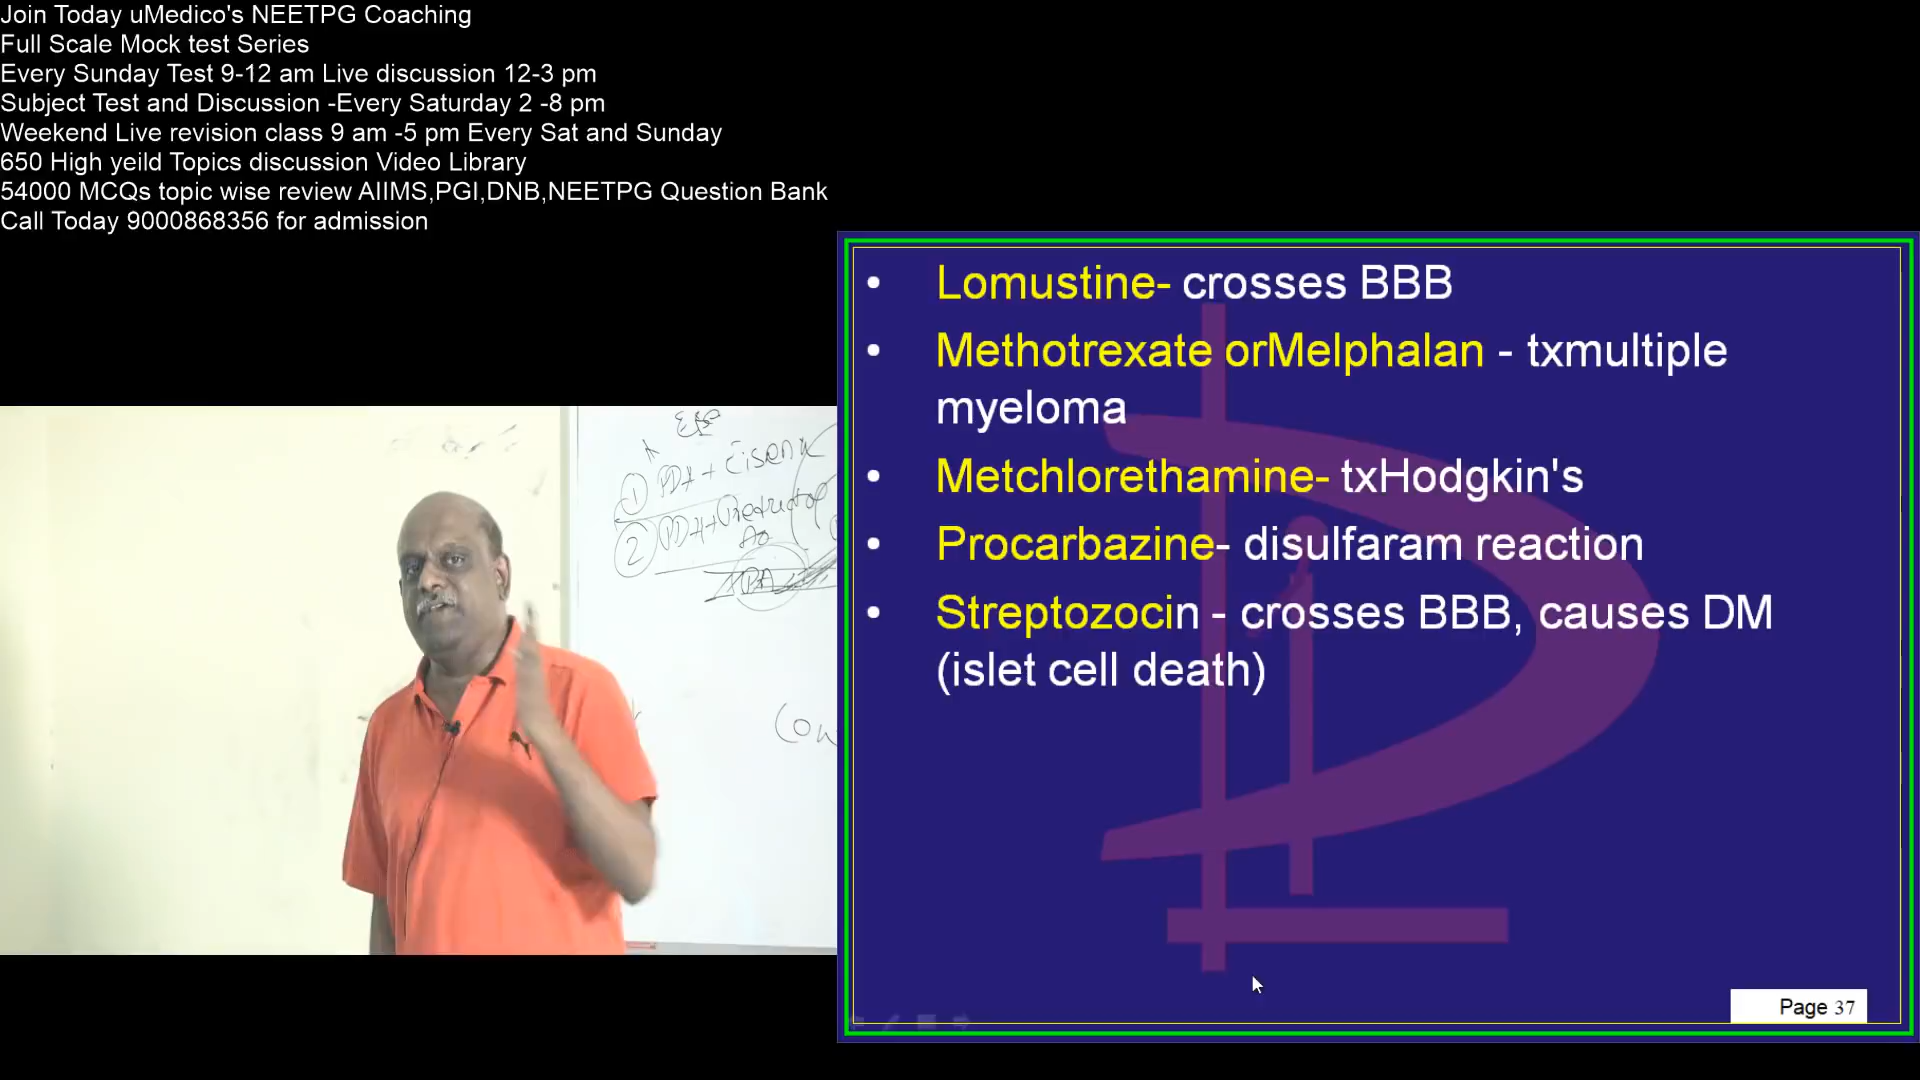 Join Today uMedico's NEETPG Coaching
Full Scale Mock test Series
Every Sunday Test 9-12 am Live discussion 12-3 pm
Subject Test and Discussion -Every Saturday 2 -8 pm
Weekend Live revision class 9 am -5 pm Every Sat and Sunday
650 High yeild Topics discussion Video Library
54000 MCQs topic wise review AIIMS,PGI,DNB,NEETPG Question Bank
Call Today 9000868356 for admission
① PDA +
② PDA +
• Lomustine- crosses BBB
• Methotrexate orMelphalan - txmultiple
myeloma
• Metchlorethamine- txHodgkin's
• Procarbazine- disulfaram reaction
• Streptozocin - crosses BBB, causes DM
(islet cell death)
Page 37